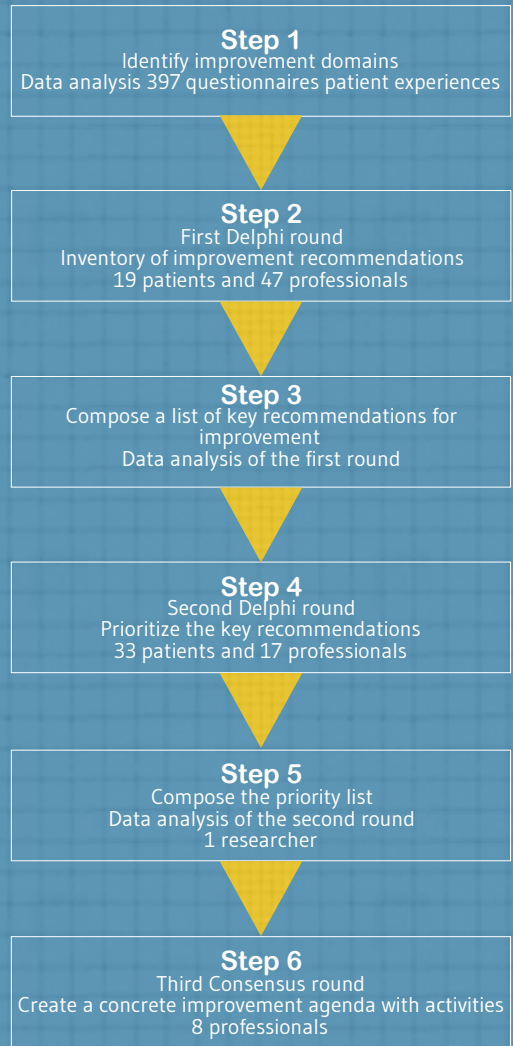 Step 1
Identify improvement domains
Data analysis 397 questionnaires patient experiences
Step 2
First Delphi round
Inventory of improvement recommendations
19 patients and 47 professionals
Step 3
Compose a list of key recommendations for
improvement
Data analysis of the first round
Step 4
Second Delphi round
Prioritize the key recommendations
33 patients and 17 professionals
Step 5
Compose the priority list
Data analysis of the second round
1 researcher
Step 6
Third Consensus round
Create a concrete improvement agenda with activities
8 professionals